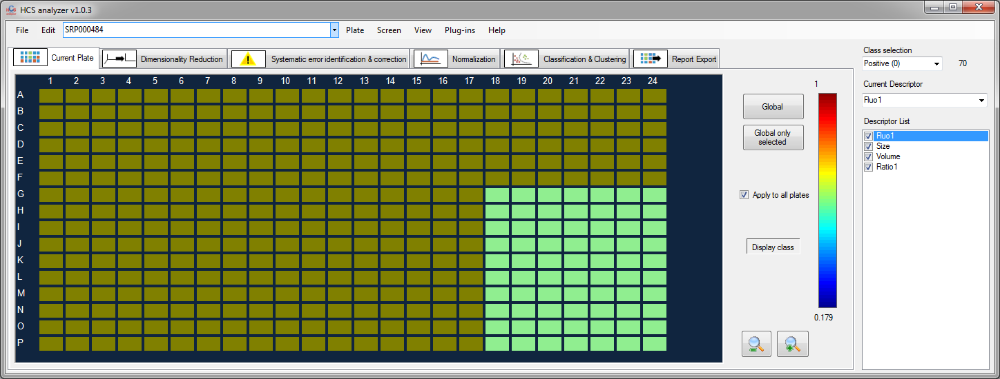 HCS analyzer v1.0.3
File Edit SRP000484 Plate Screen View Plug-ins Help
Current Plate Dimensionality Reduction Systematic error identification & correction Normalization Classification & Clustering Report Export
Class selection
Positive (0) 70
Current Descriptor
Fluo1
Descriptor List
Fluo1
Size
Volume
Ratio1
1 2 3 4 5 6 7 8 9 10 11 12 13 14 15 16 17 18 19 20 21 22 23 24
A
B
C
D
E
F
G
H
I
J
K
L
M
N
O
P
Global
Global only
selected
Apply to all plates
Display class
1
0.179